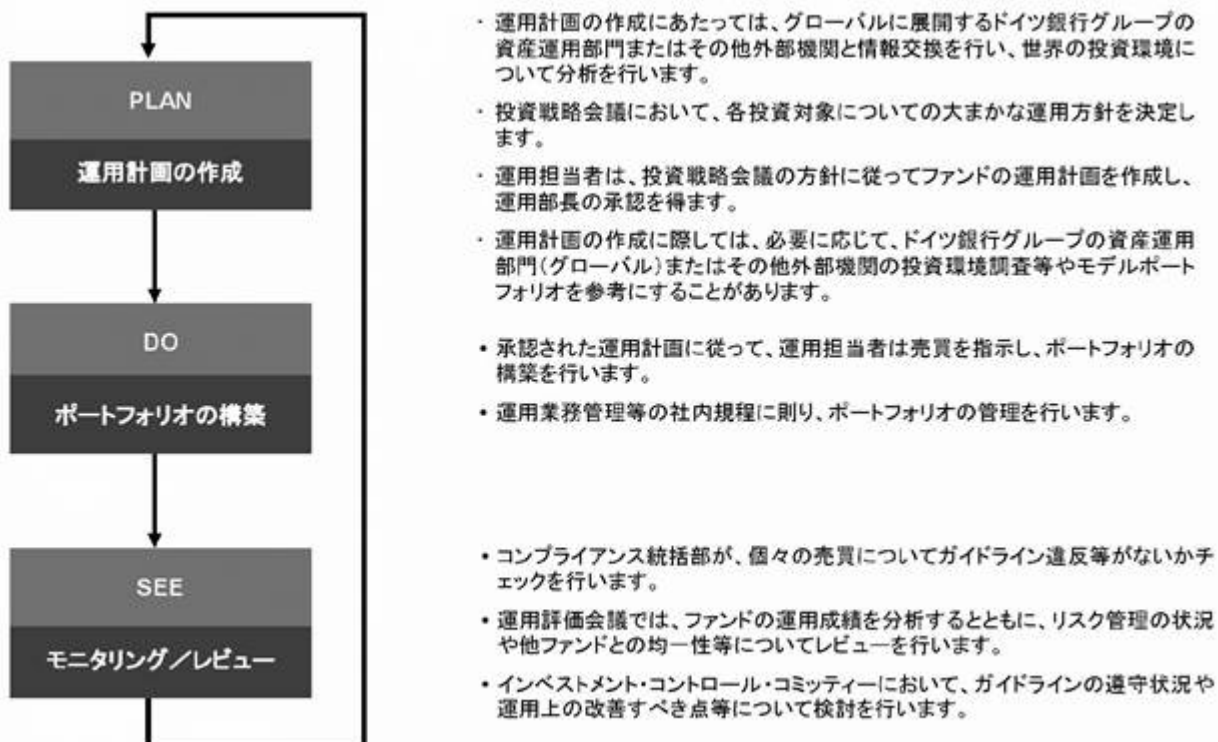 PLAN
運用計画の作成
・ 運用計画の作成にあたっては、グローバルに展開するドイツ銀行グループの
資産運用部門またはその他外部機関と情報交換を行い、世界の投資環境に
ついて分析を行います。
・ 投資戦略会議において、各投資対象についての大まかな運用方針を決定し
ます。
・ 運用担当者は、投資戦略会議の方針に従ってファンドの運用計画を作成し、
運用部長の承認を得ます。
・ 運用計画の作成に際しては、必要に応じて、ドイツ銀行グループの資産運用
部門(グローバル)またはその他外部機関の投資環境調査等やモデルポート
フォリオを参考にすることがあります。
DO
ポートフォリオの構築
• 承認された運用計画に従って、運用担当者は売買を指示し、ポートフォリオの
構築を行います。
• 運用業務管理等の社内規程に則り、ポートフォリオの管理を行います。
SEE
モニタリング／レビュー
• コンプライアンス統括部が、個々の売買についてガイドライン違反等がないかチ
ェックを行います。
• 運用評価会議では、ファンドの運用成績を分析するとともに、リスク管理の状況
や他ファンドとの均一性等についてレビューを行います。
• インベストメント・コントロール・コミッティーにおいて、ガイドラインの遵守状況や
運用上の改善すべき点等について検討を行います。